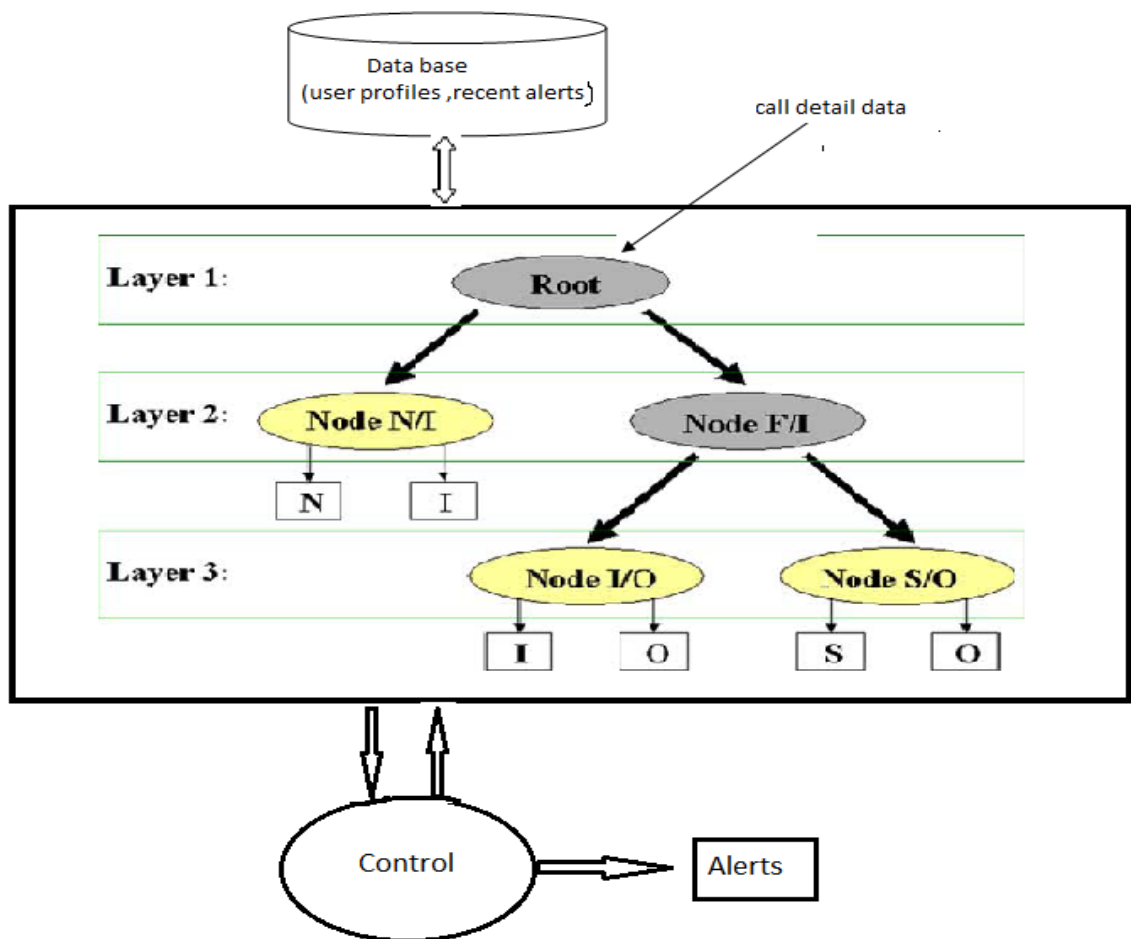 Data base
(user profiles ,recent alerts)
call detail data
Layer 1:
Root
Layer 2:
Node N/I
Node F/I
N
I
Layer 3:
Node I/O
Node S/O
I
O
S
O
Control
Alerts